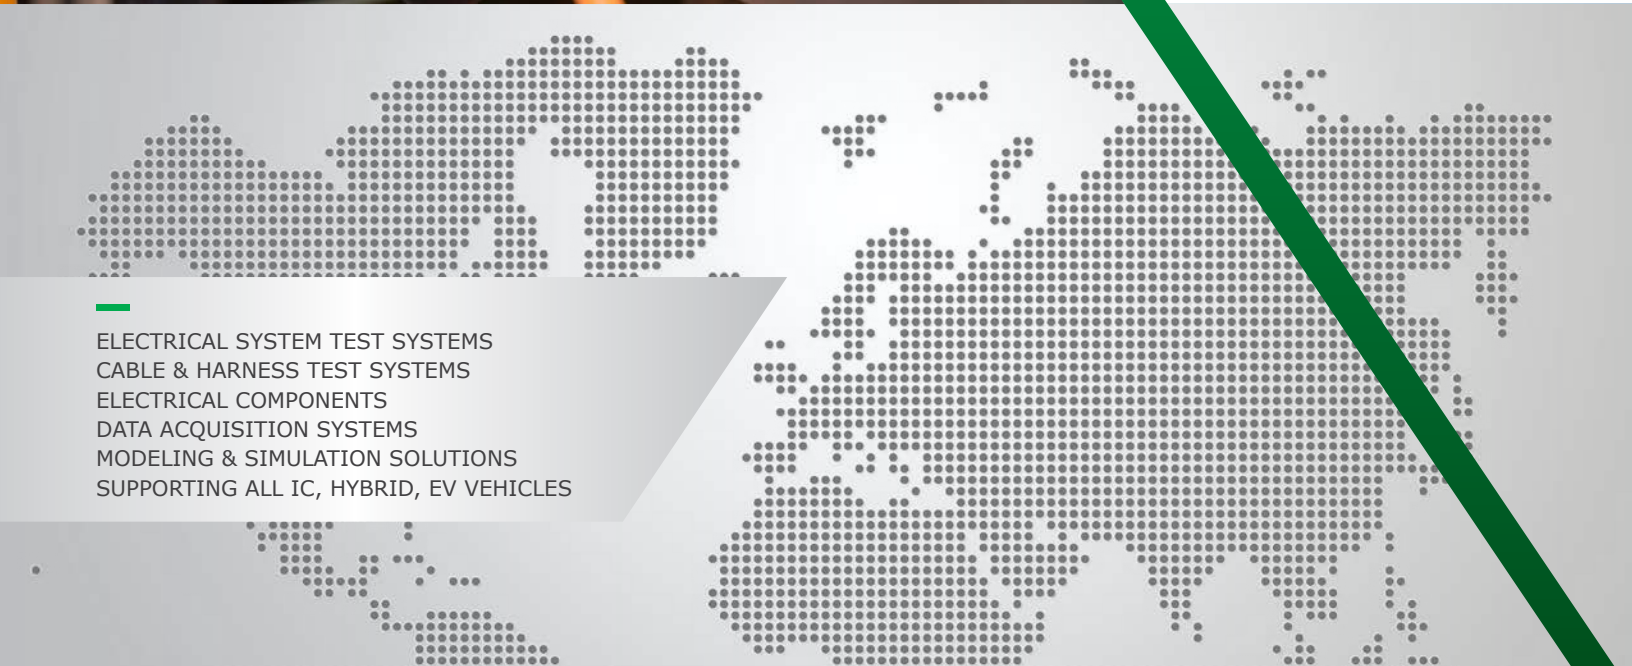 ELECTRICAL SYSTEM TEST SYSTEMS
CABLE & HARNESS TEST SYSTEMS
ELECTRICAL COMPONENTS
DATA ACQUISITION SYSTEMS
MODELING & SIMULATION SOLUTIONS
SUPPORTING ALL IC, HYBRID, EV VEHICLES